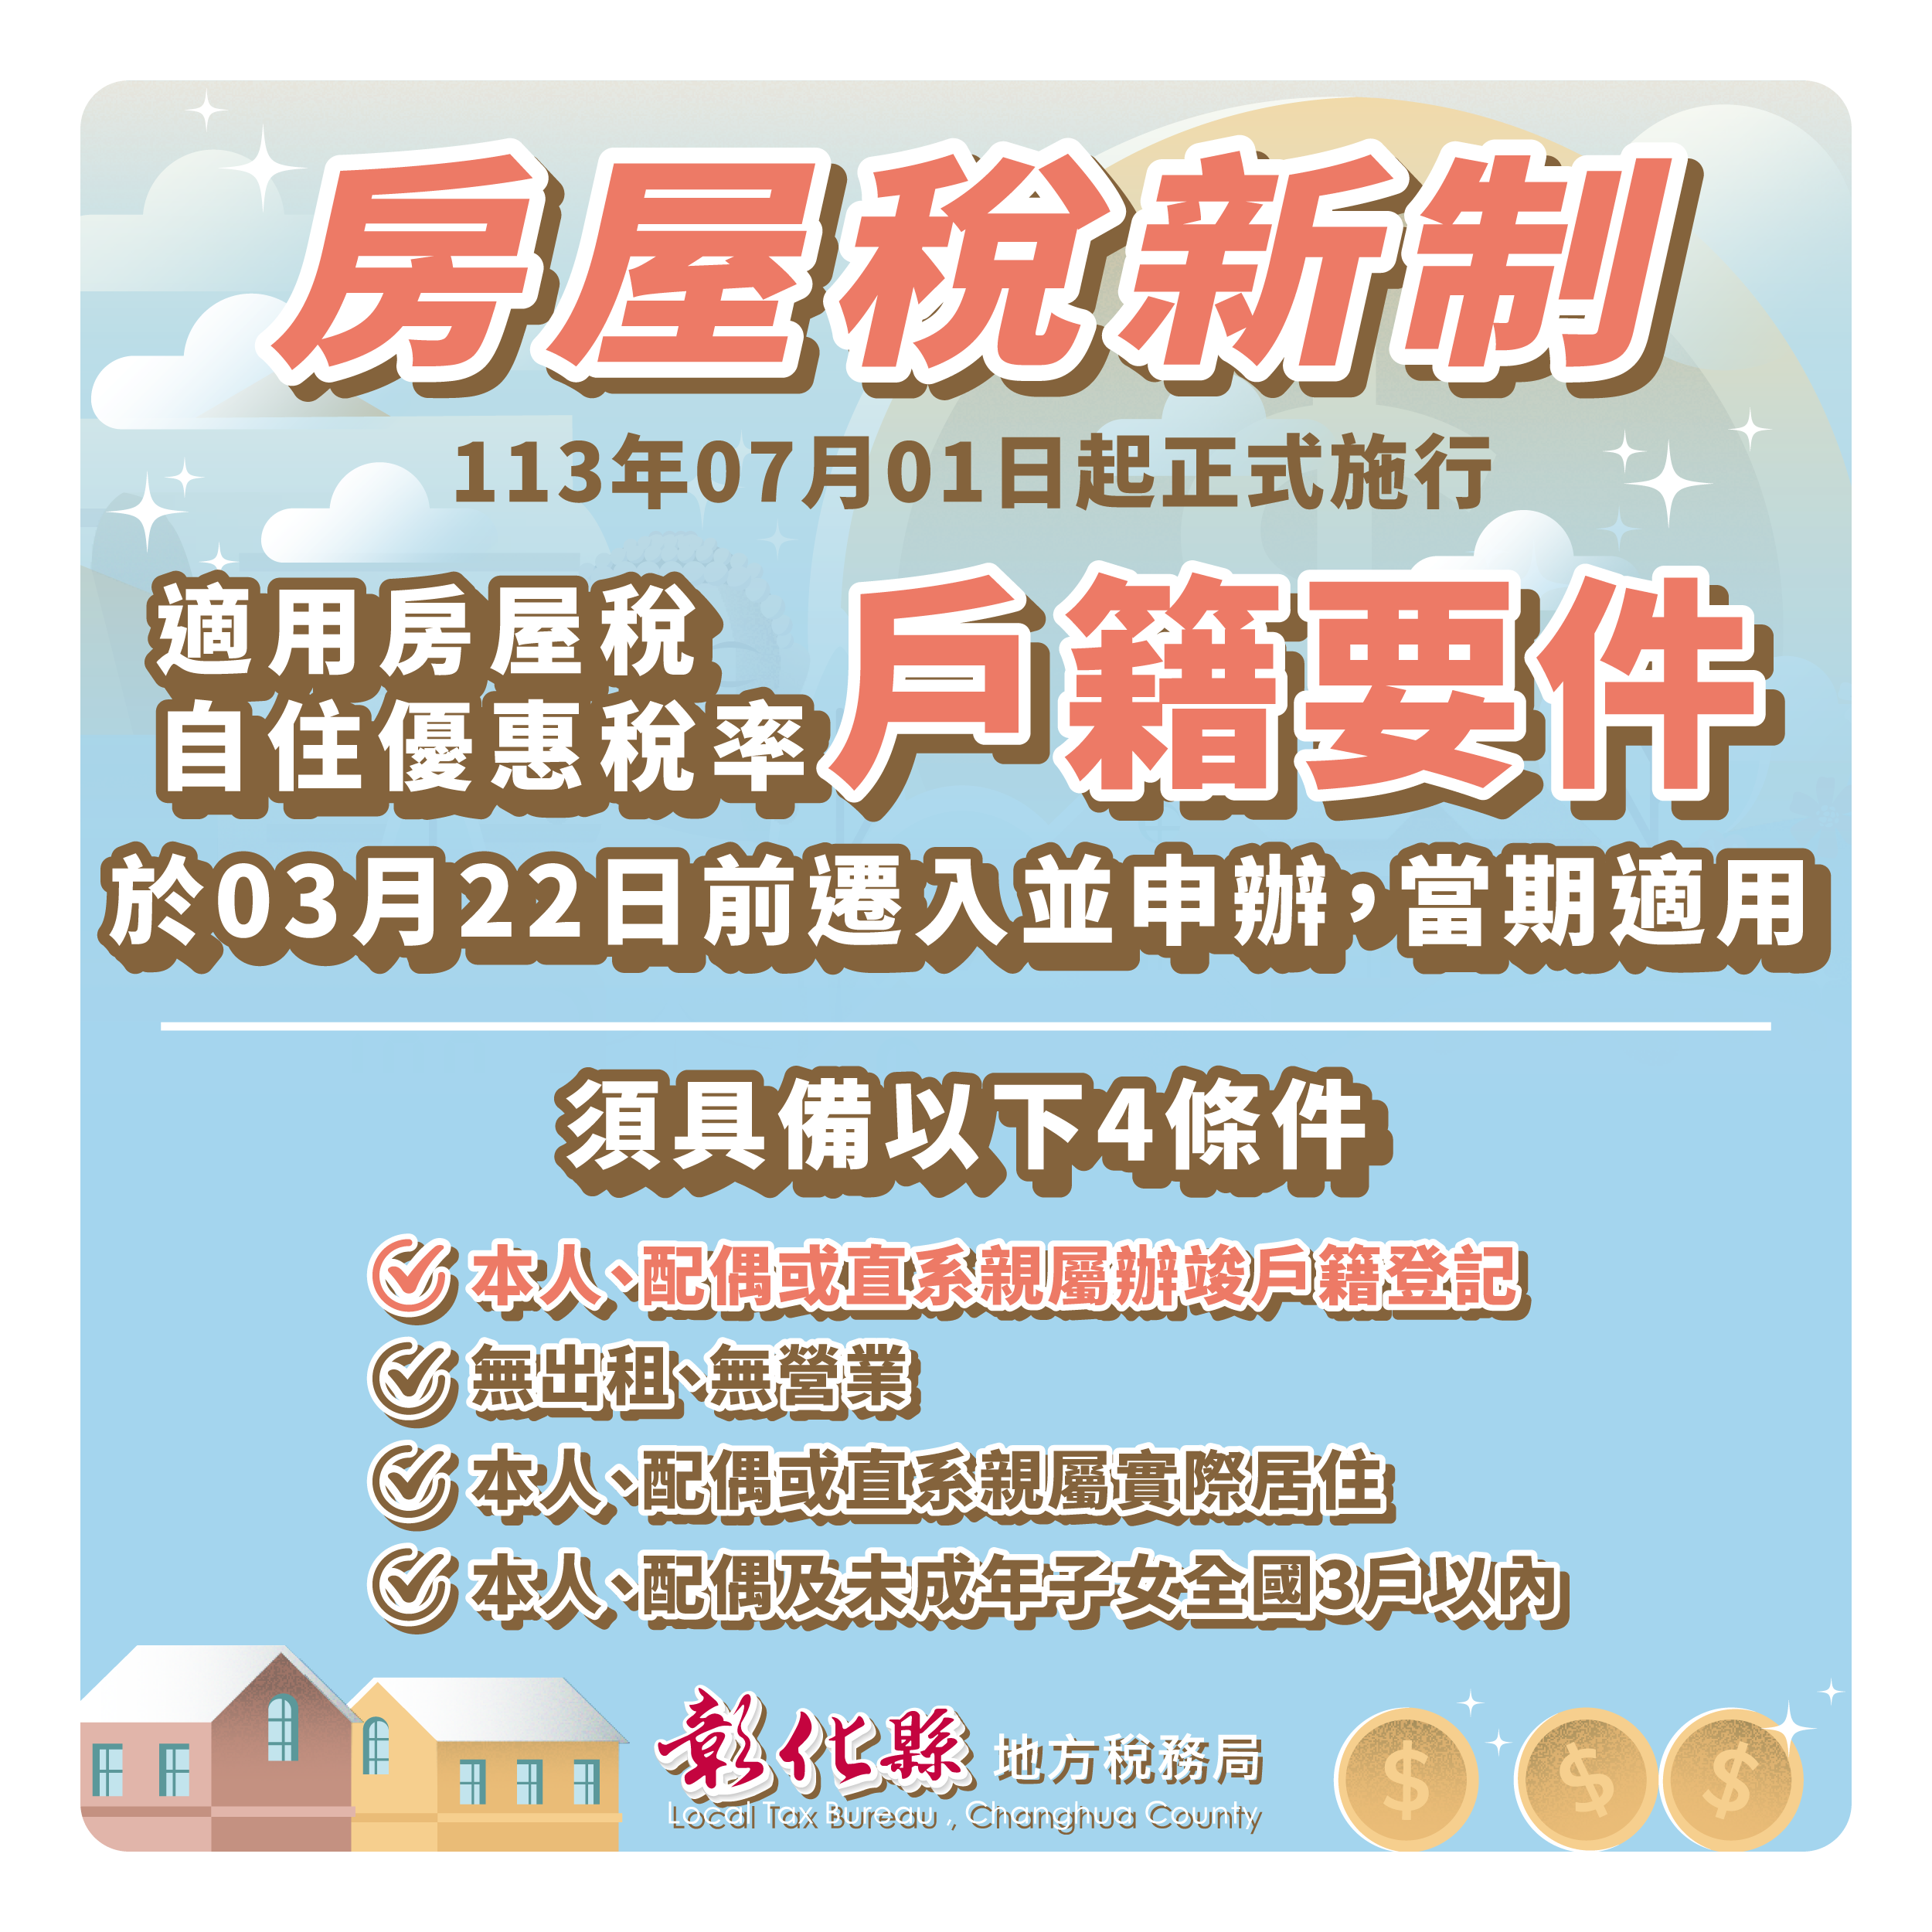 房屋稅新制
113年07月01日起正式施行
適用房屋稅
自住優惠稅率
戶籍要件
於03月22日前遷入並申辦，當期適用
須具備以下4條件
本人、配偶或直系親屬辦竣戶籍登記
無出租、無營業
本人、配偶或直系親屬實際居住
本人、配偶及未成年子女全國3戶以內
彰化縣 地方稅務局
Local Tax Bureau , Changhua County
$ $ $